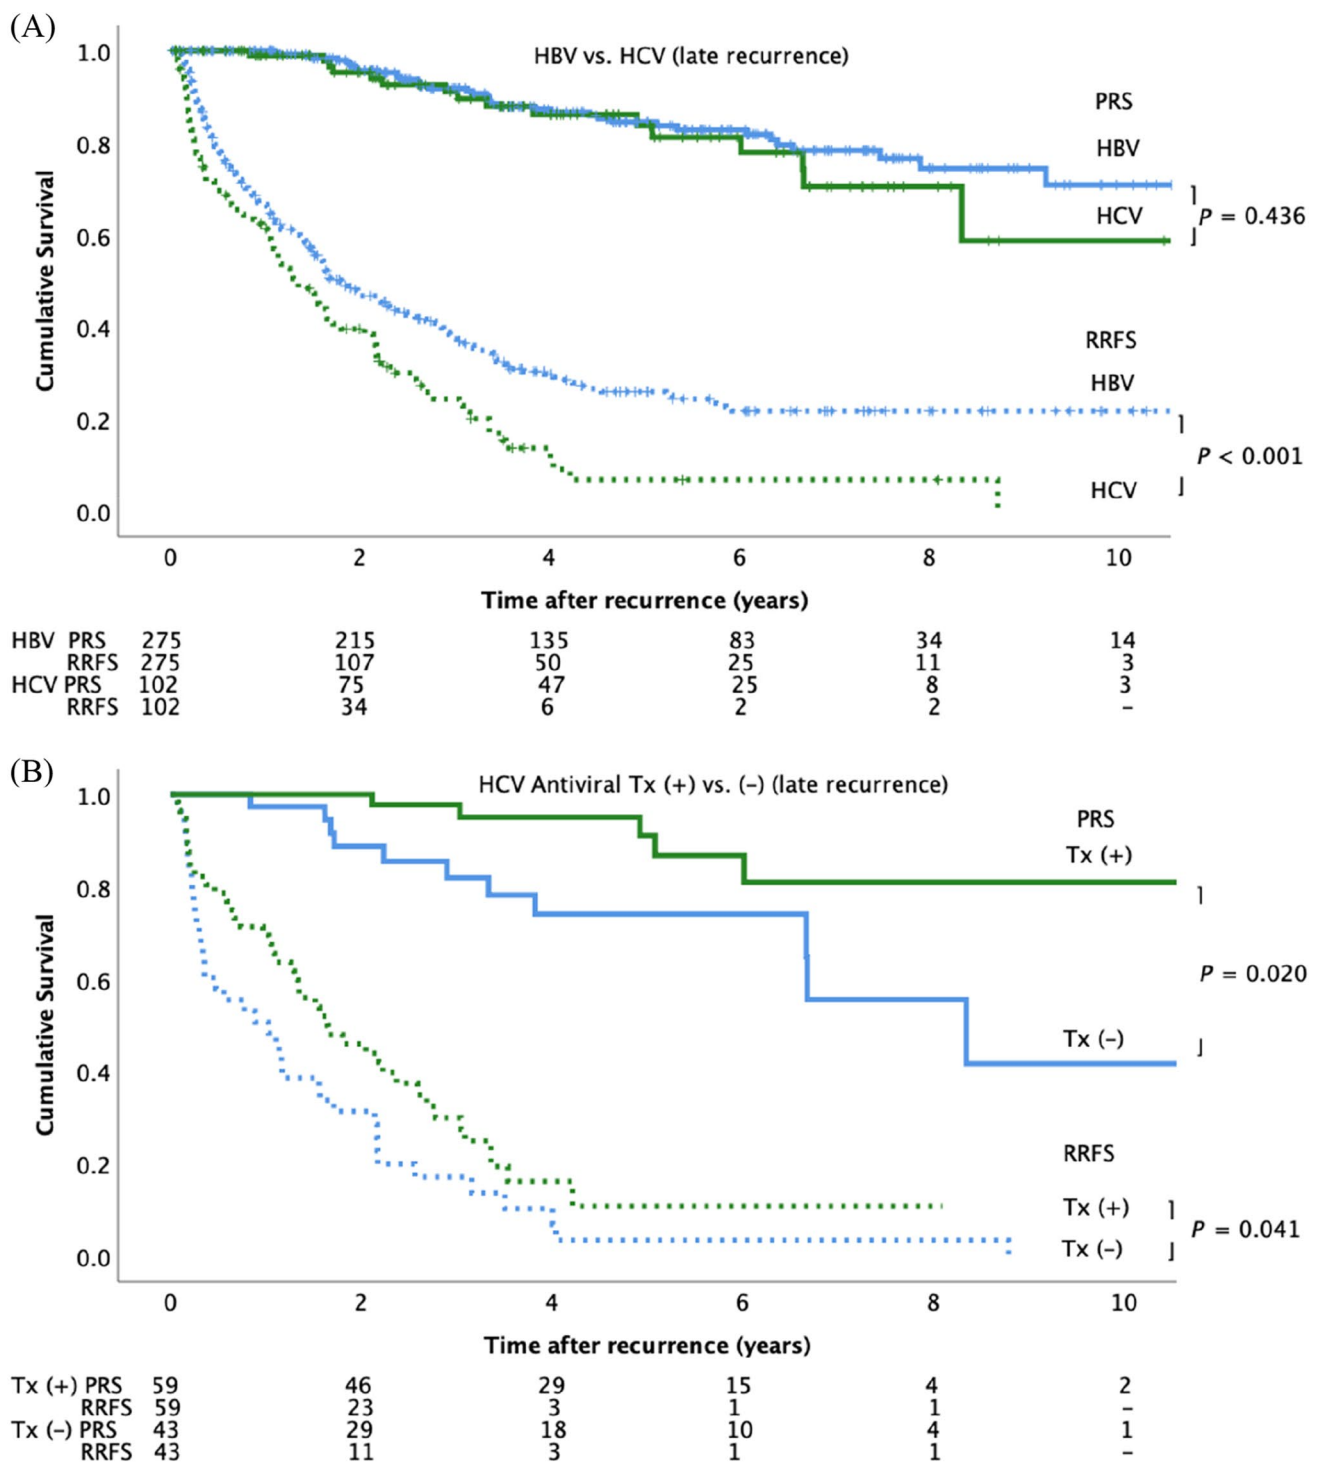 (A)
HBV vs. HCV (late recurrence)
Cumulative Survival
1.0
0.8
0.6
0.4
0.2
0.0
PRS
HBV
HCV
P = 0.436
RRFS
HBV
HCV
P < 0.001
0 2 4 6 8 10
Time after recurrence (years)
HBV PRS 275 215 135 83 34 14
RRFS 275 107 50 25 11 3
HCV PRS 102 75 47 25 8 3
RRFS 102 34 6 2 2 –
(B)
HCV Antiviral Tx (+) vs. (–) (late recurrence)
Cumulative Survival
1.0
0.8
0.6
0.4
0.2
0.0
PRS
Tx (+)
P = 0.020
Tx (–)
RRFS
Tx (+)
P = 0.041
Tx (–)
0 2 4 6 8 10
Time after recurrence (years)
Tx (+) PRS 59 46 29 15 4 2
RRFS 59 23 3 1 1 –
Tx (–) PRS 43 29 18 10 4 1
RRFS 43 11 3 1 1 –